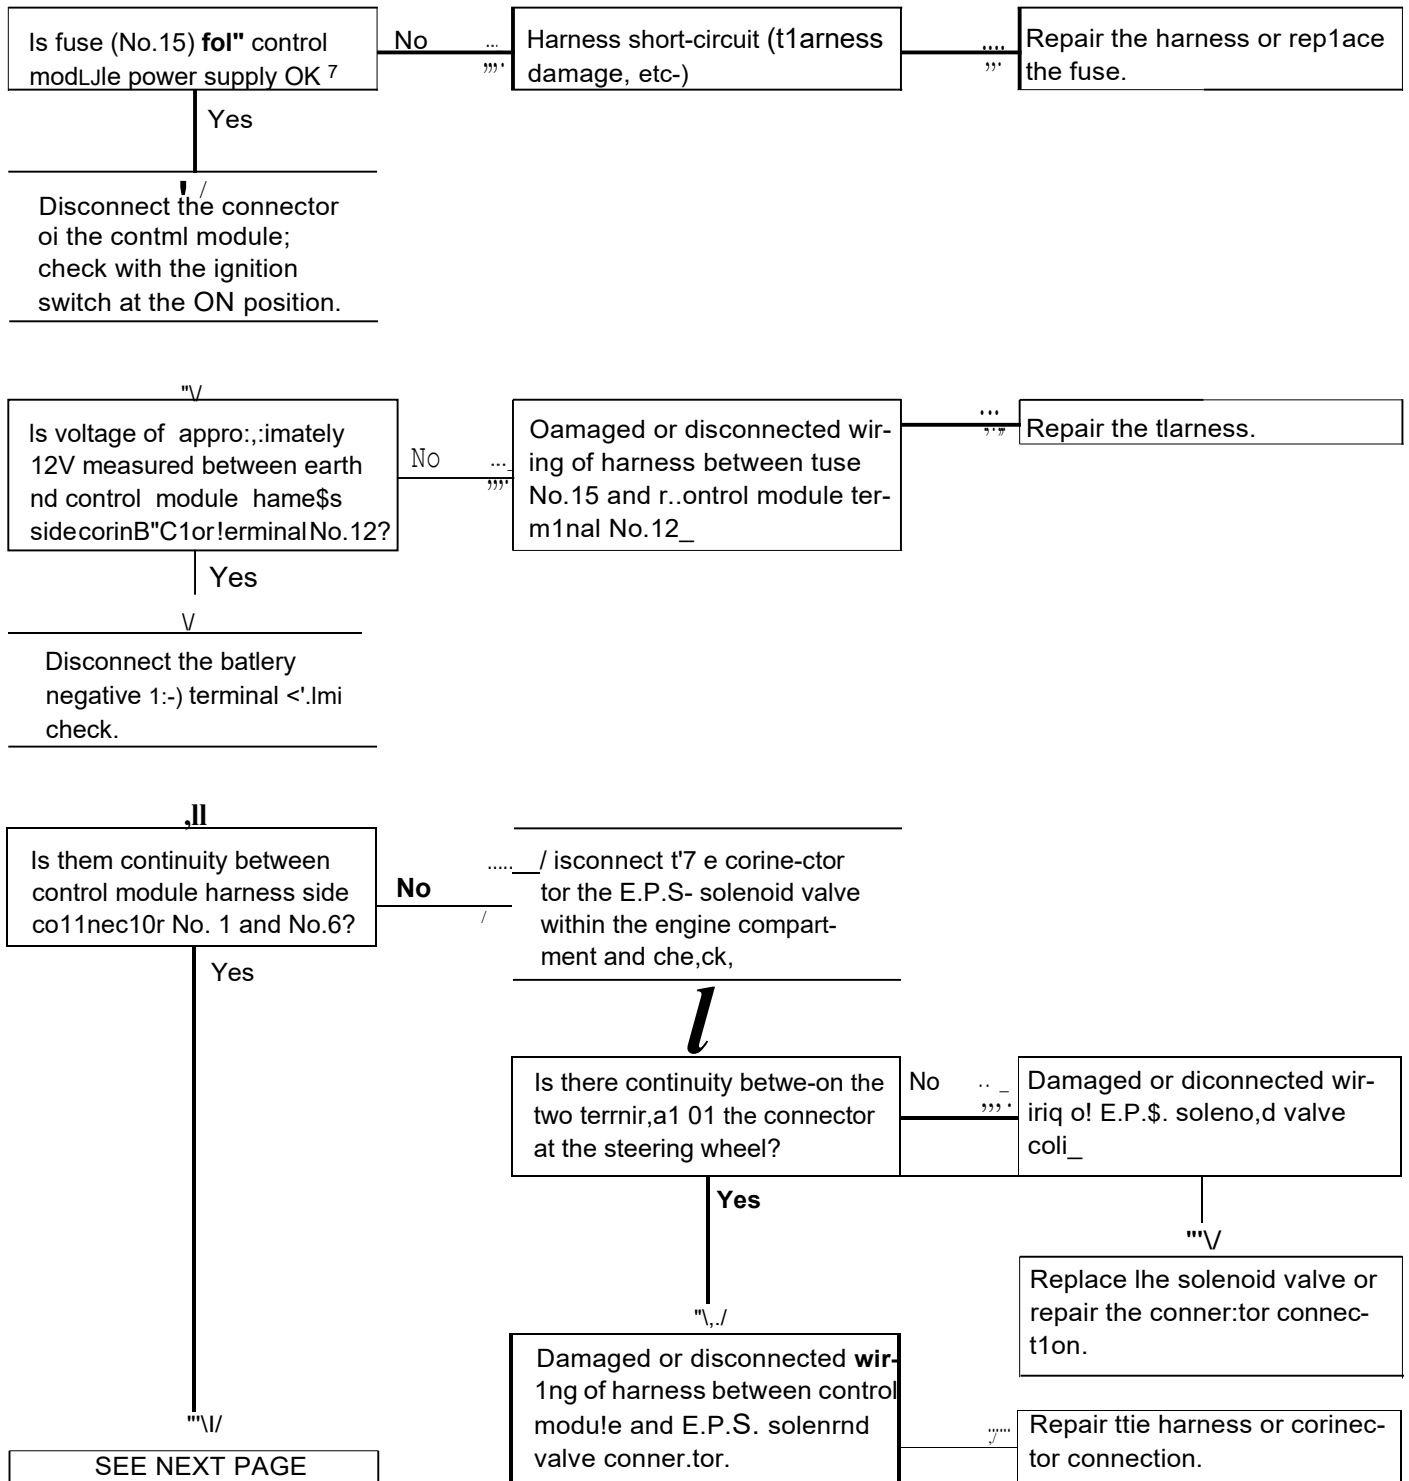 Is fuse (No.15) fol" control
modLJle power supply OK 7
No
Harness short-circuit (t1arness
damage, etc-)
Repair the harness or rep1ace
the fuse.
Yes
Disconnect the connector
oi the contml module;
check with the ignition
switch at the ON position.
Is voltage of appro:,:imately
12V measured between earth
nd control module hame$s
sidecorinB"C1or!erminalNo.12?
No
Oamaged or disconnected wir-
ing of harness between tuse
No.15 and r..ontrol module ter-
m1nal No.12_
Repair the tlarness.
Yes
Disconnect the batlery
negative 1:-) terminal <'.lmi
check.
Is them continuity between
control module harness side
co11nec10r No. 1 and No.6?
No
/ isconnect t'7 e corine-ctor
tor the E.P.S- solenoid valve
within the engine compart-
ment and che,ck,
Yes
Is there continuity betwe-on the
two terrnir,a1 01 the connector
at the steering wheel?
No
Damaged or diconnected wir-
iriq o! E.P.$. soleno,d valve
coli_
Yes
Replace lhe solenoid valve or
repair the conner:tor connec-
t1on.
Damaged or disconnected wir-
1ng of harness between control
modu!e and E.P.S. solenrnd
valve conner.tor.
Repair ttie harness or corinec-
tor connection.
SEE NEXT PAGE